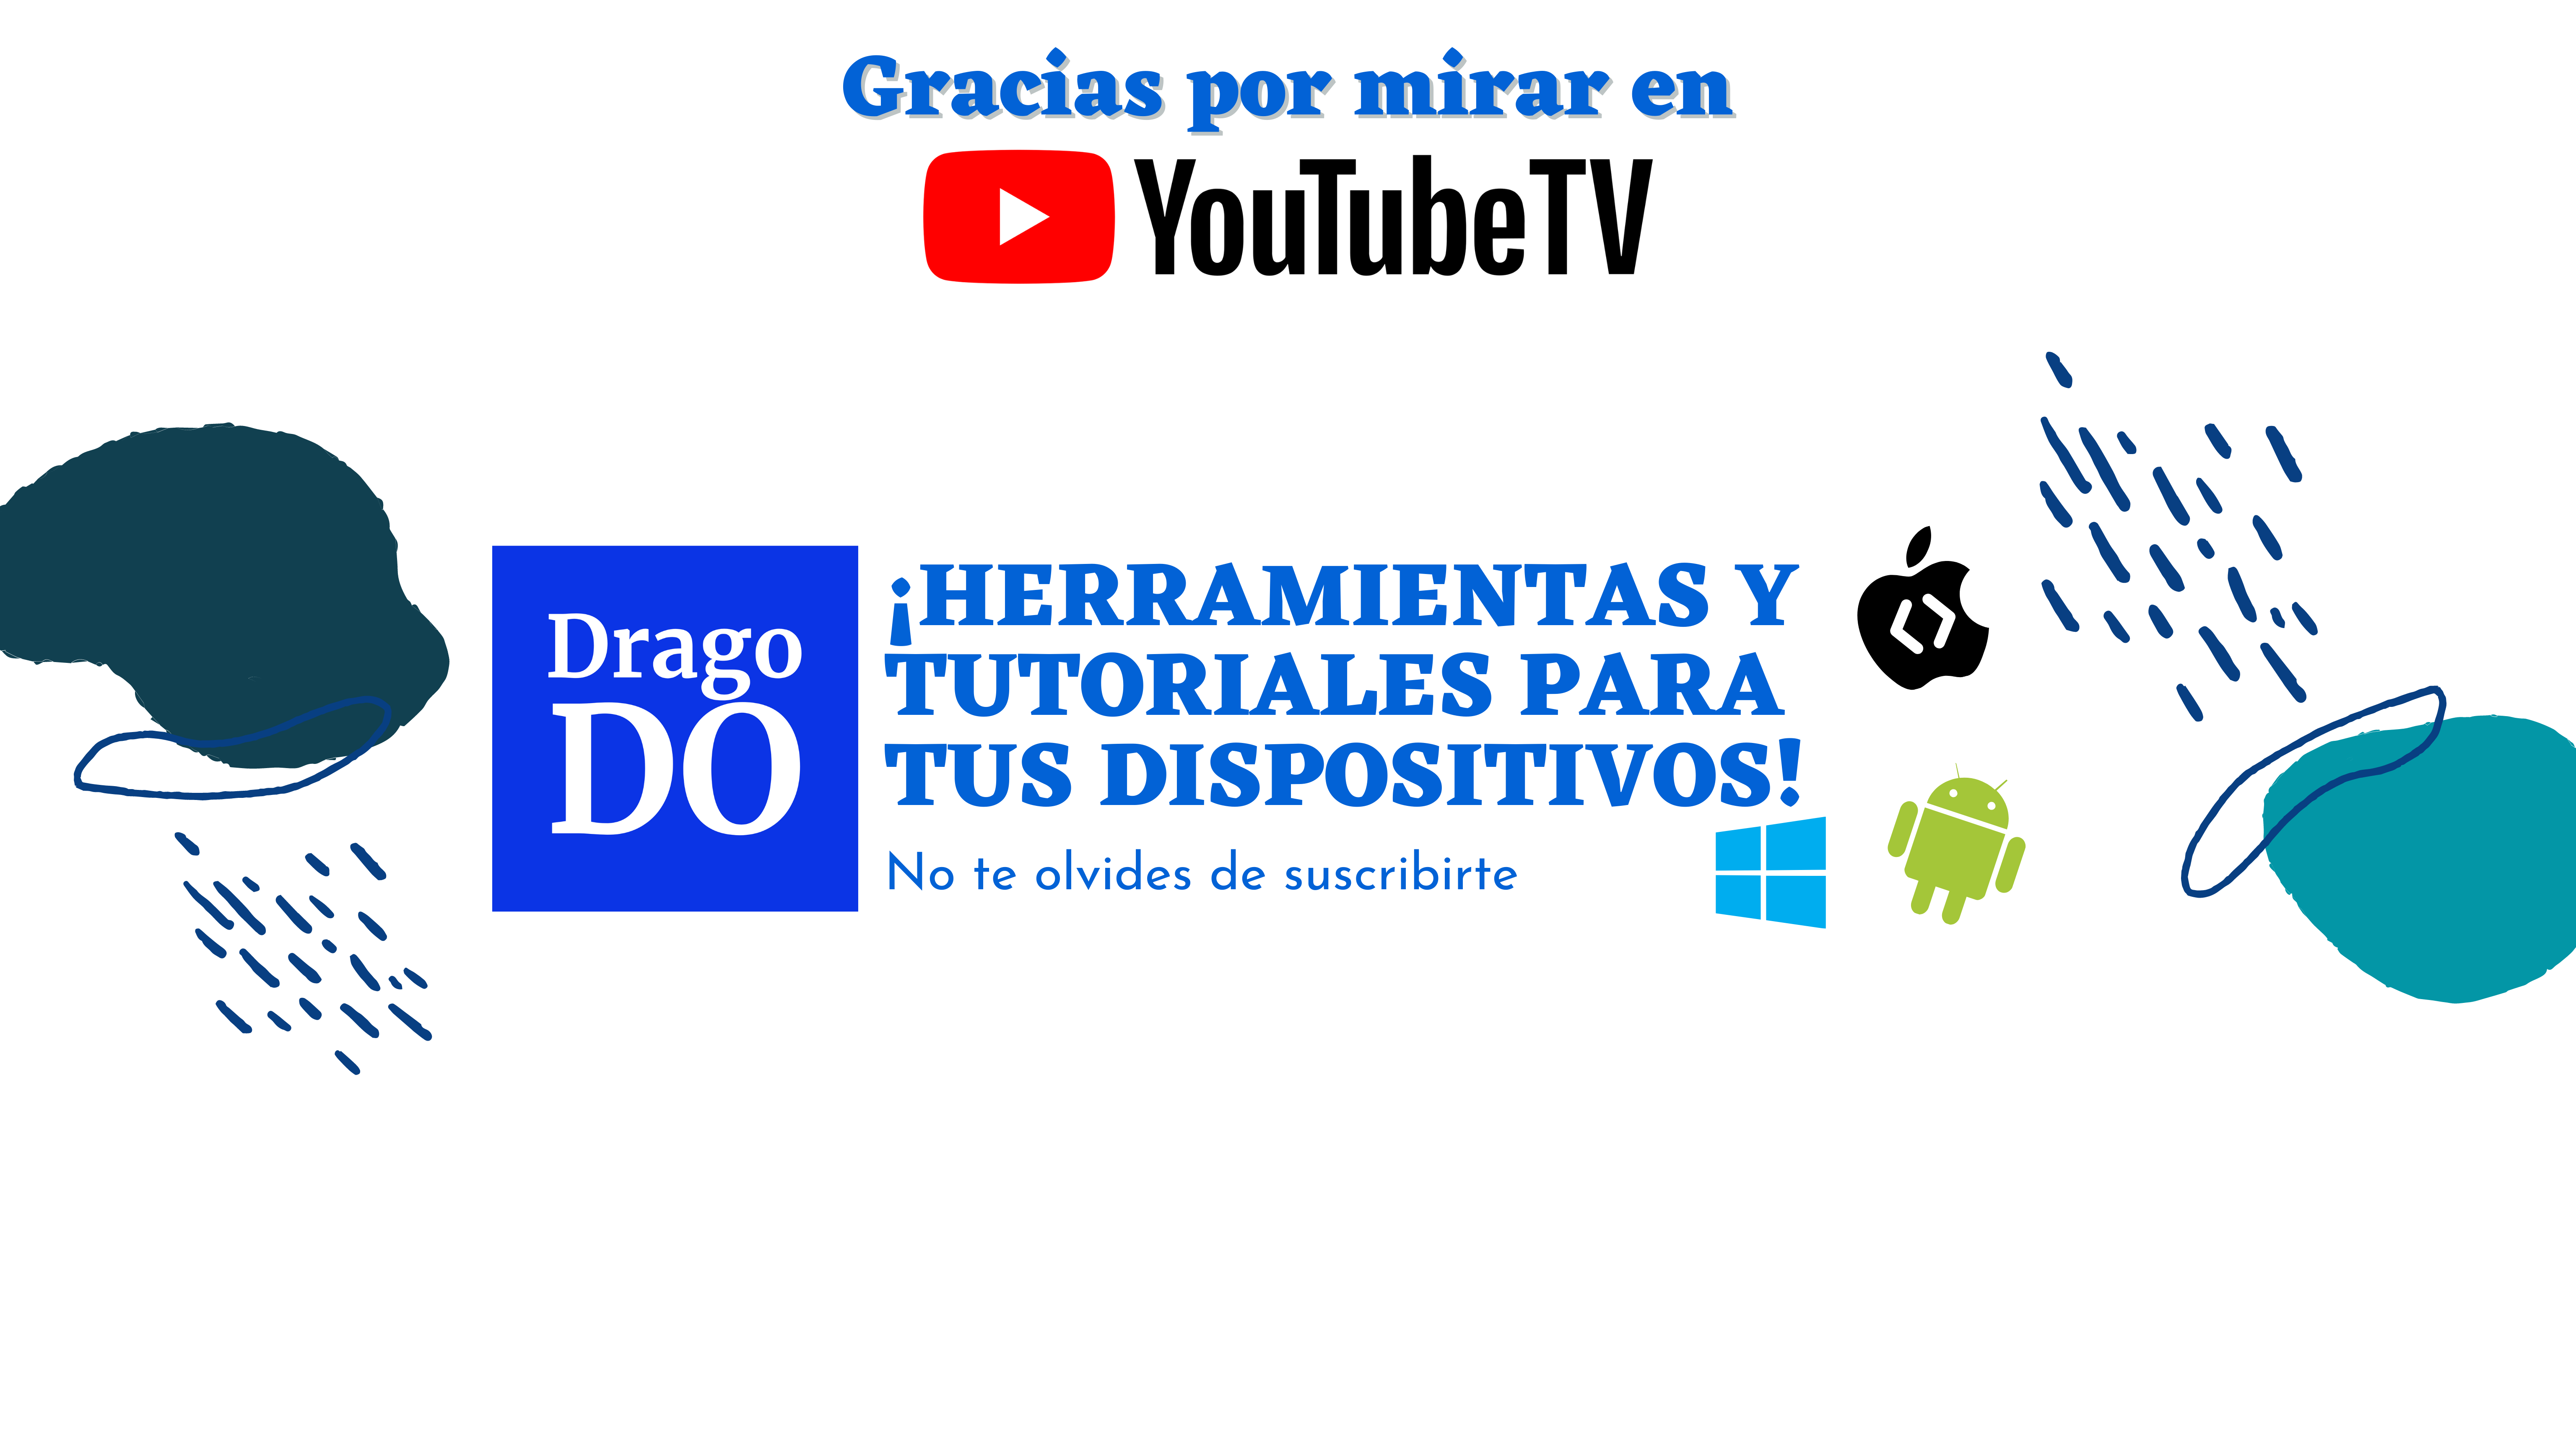 Gracias por mirar en
YouTubeTV
Drago
DO
¡HERRAMIENTAS Y
TUTORIALES PARA
TUS DISPOSITIVOS!
No te olvides de suscribirte